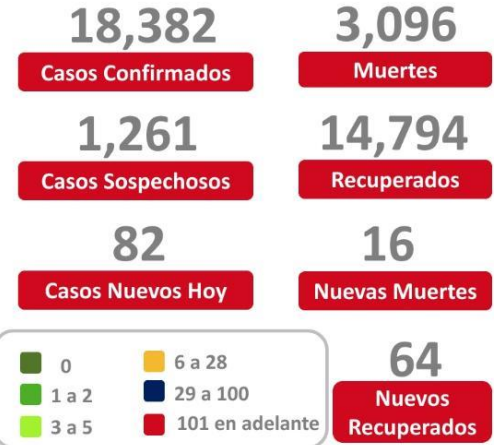 18,382
Casos Confirmados
3,096
Muertes
1,261
Casos Sospechosos
14,794
Recuperados
82
Casos Nuevos Hoy
16
Nuevas Muertes
0
1 a 2
3 a 5
6 a 28
29 a 100
101 en adelante
64
Nuevos
Recuperados